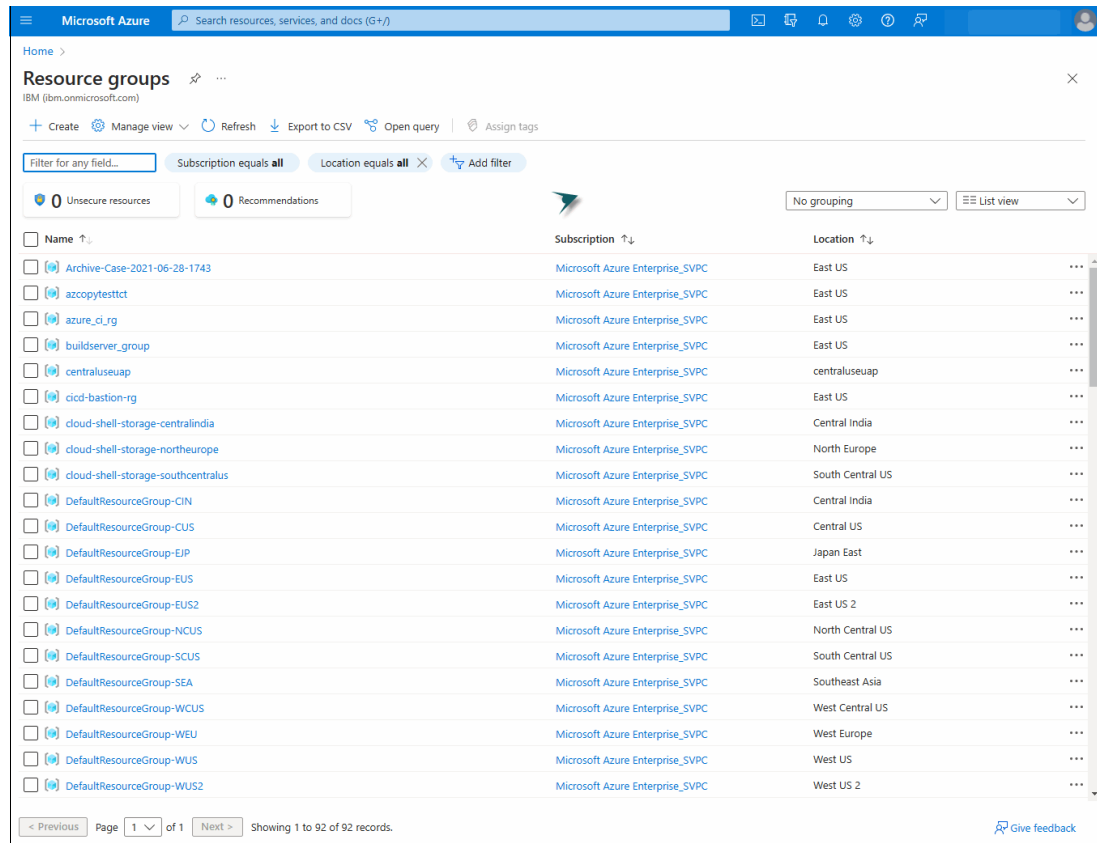 Microsoft Azure Search resources, services, and docs (G+/)
Home >
Resource groups ...
IBM (ibm.onmicrosoft.com)
+ Create Manage view Refresh Export to CSV Open query Assign tags
Filter for any field... Subscription equals all Location equals all Add filter
0 Unsecure resources 0 Recommendations No grouping List view
Name ↑↓ Subscription ↑↓ Location ↑↓
Archive-Case-2021-06-28-1743 Microsoft Azure Enterprise_SVPC East US ...
azcopytesttct Microsoft Azure Enterprise_SVPC East US ...
azure_ci_rg Microsoft Azure Enterprise_SVPC East US ...
buildserver_group Microsoft Azure Enterprise_SVPC East US ...
centraluseuap Microsoft Azure Enterprise_SVPC centraluseuap ...
cicd-bastion-rg Microsoft Azure Enterprise_SVPC East US ...
cloud-shell-storage-centralindia Microsoft Azure Enterprise_SVPC Central India ...
cloud-shell-storage-northeurope Microsoft Azure Enterprise_SVPC North Europe ...
cloud-shell-storage-southcentralus Microsoft Azure Enterprise_SVPC South Central US ...
DefaultResourceGroup-CIN Microsoft Azure Enterprise_SVPC Central India ...
DefaultResourceGroup-CUS Microsoft Azure Enterprise_SVPC Central US ...
DefaultResourceGroup-EJP Microsoft Azure Enterprise_SVPC Japan East ...
DefaultResourceGroup-EUS Microsoft Azure Enterprise_SVPC East US ...
DefaultResourceGroup-EUS2 Microsoft Azure Enterprise_SVPC East US 2 ...
DefaultResourceGroup-NCUS Microsoft Azure Enterprise_SVPC North Central US ...
DefaultResourceGroup-SCUS Microsoft Azure Enterprise_SVPC South Central US ...
DefaultResourceGroup-SEA Microsoft Azure Enterprise_SVPC Southeast Asia ...
DefaultResourceGroup-WCUS Microsoft Azure Enterprise_SVPC West Central US ...
DefaultResourceGroup-WEU Microsoft Azure Enterprise_SVPC West Europe ...
DefaultResourceGroup-WUS Microsoft Azure Enterprise_SVPC West US ...
DefaultResourceGroup-WUS2 Microsoft Azure Enterprise_SVPC West US 2 ...
< Previous Page 1 of 1 Next > Showing 1 to 92 of 92 records. Give feedback